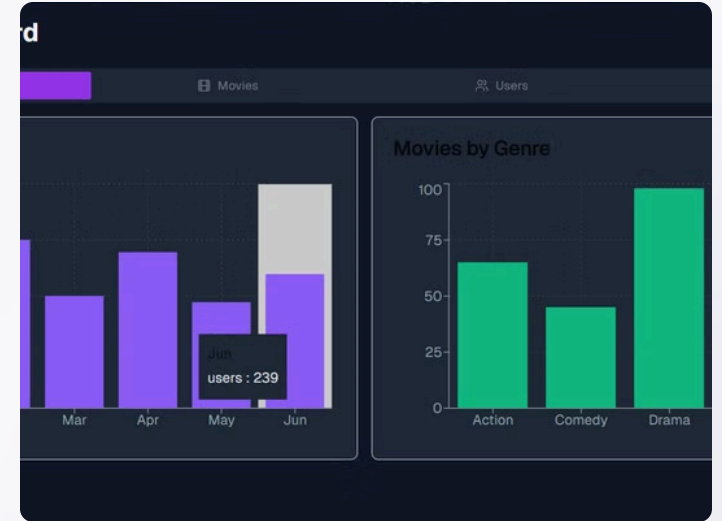 rd
Movies
Users
Movies by Genre
100
75
50
25
0
Jun
users : 239
Mar
Apr
May
Jun
Action
Comedy
Drama